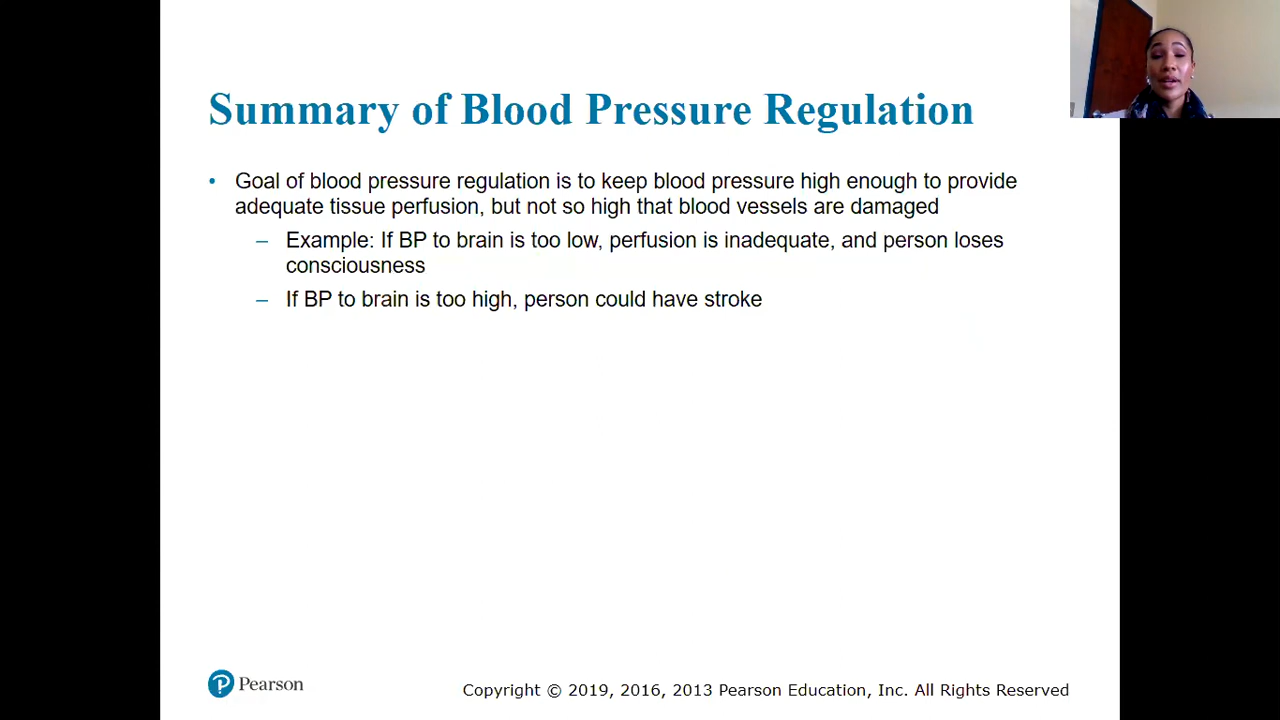 Summary of Blood Pressure Regulation
• Goal of blood pressure regulation is to keep blood pressure high enough to provide
adequate tissue perfusion, but not so high that blood vessels are damaged
– Example: If BP to brain is too low, perfusion is inadequate, and person loses
consciousness
– If BP to brain is too high, person could have stroke
Pearson
Copyright © 2019, 2016, 2013 Pearson Education, Inc. All Rights Reserved